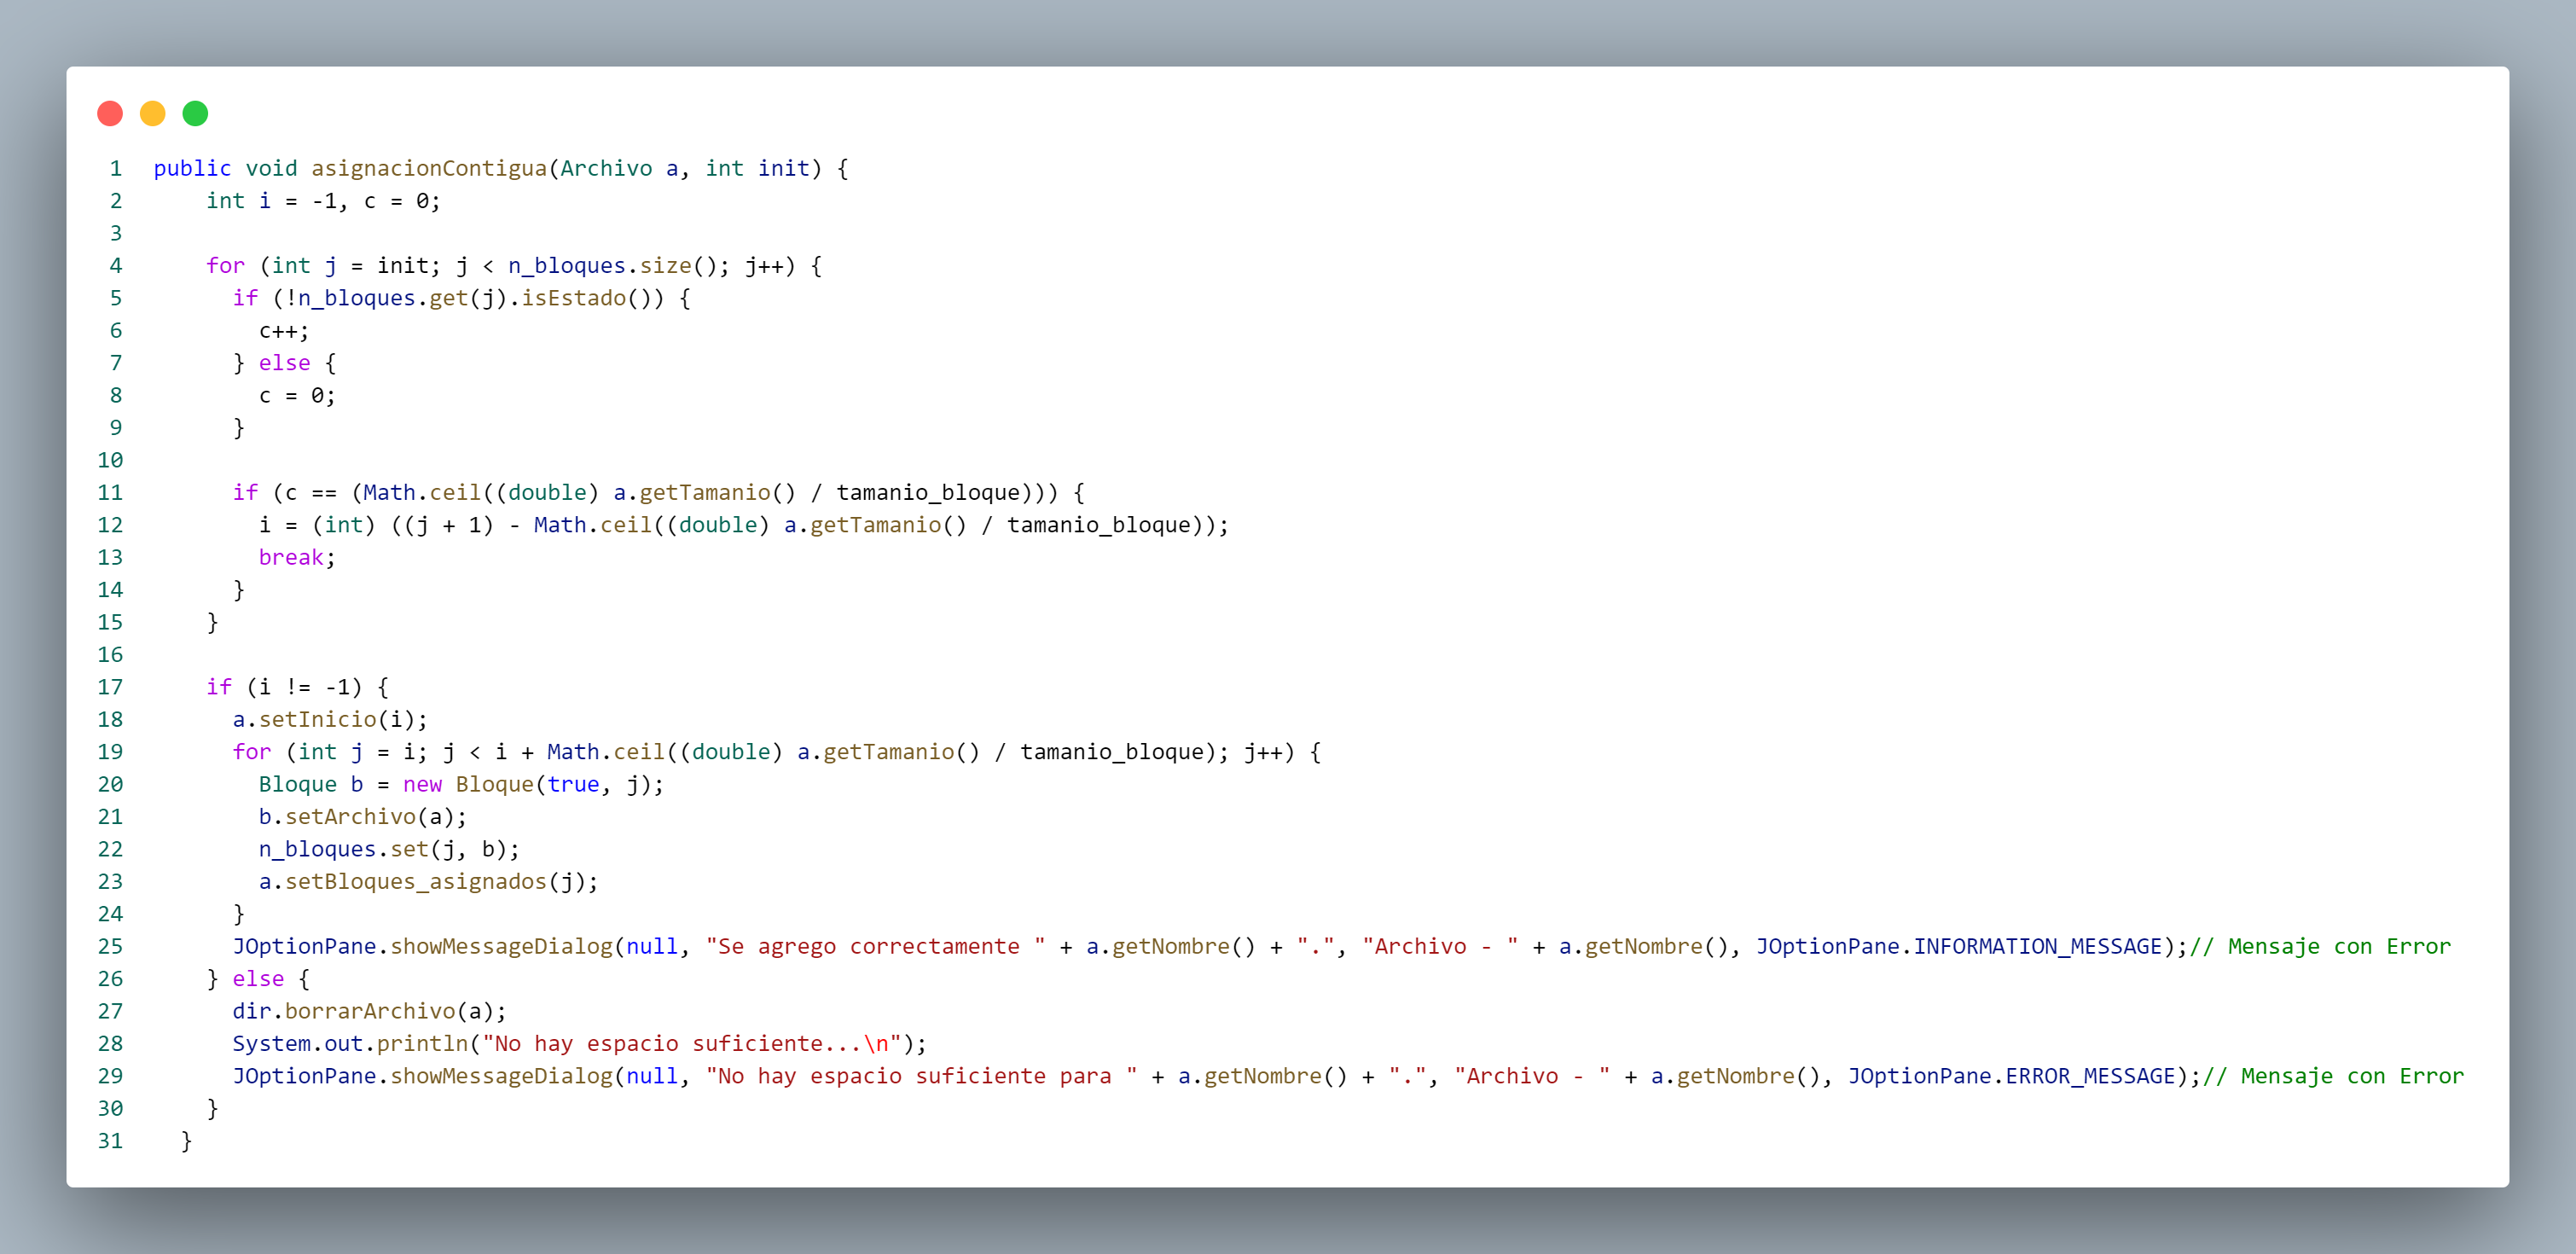 1 public void asignacionContigua(Archivo a, int init) {
2 int i = -1, c = 0;
3
4 for (int j = init; j < n_bloques.size(); j++) {
5 if (!n_bloques.get(j).isEstado()) {
6 c++;
7 } else {
8 c = 0;
9 }
10
11 if (c == (Math.ceil((double) a.getTamanio() / tamanio_bloque))) {
12 i = (int) ((j + 1) - Math.ceil((double) a.getTamanio() / tamanio_bloque));
13 break;
14 }
15 }
16
17 if (i != -1) {
18 a.setInicio(i);
19 for (int j = i; j < i + Math.ceil((double) a.getTamanio() / tamanio_bloque); j++) {
20 Bloque b = new Bloque(true, j);
21 b.setArchivo(a);
22 n_bloques.set(j, b);
23 a.setBloques_asignados(j);
24 }
25 JOptionPane.showMessageDialog(null, "Se agrego correctamente " + a.getNombre() + ".", "Archivo - " + a.getNombre(), JOptionPane.INFORMATION_MESSAGE);// Mensaje con Error
26 } else {
27 dir.borrarArchivo(a);
28 System.out.println("No hay espacio suficiente...\n");
29 JOptionPane.showMessageDialog(null, "No hay espacio suficiente para " + a.getNombre() + ".", "Archivo - " + a.getNombre(), JOptionPane.ERROR_MESSAGE);// Mensaje con Error
30 }
31 }